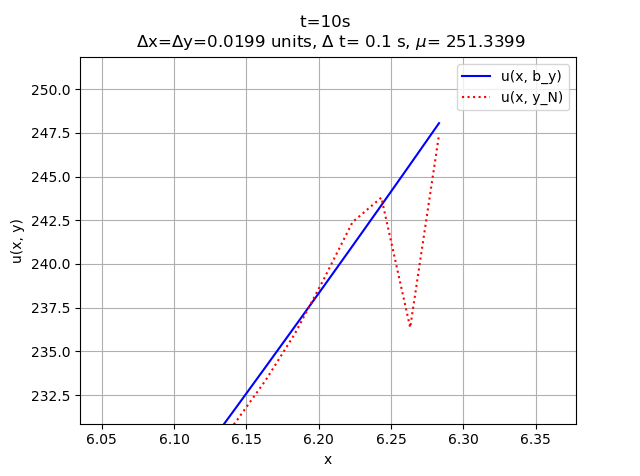 t=10s
Δx=Δy=0.0199 units, Δ t= 0.1 s, μ= 251.3399
u(x, b_y)
u(x, y_N)
250.0
247.5
245.0
242.5
240.0
237.5
235.0
232.5
u(x, y)
6.05 6.10 6.15 6.20 6.25 6.30 6.35
x